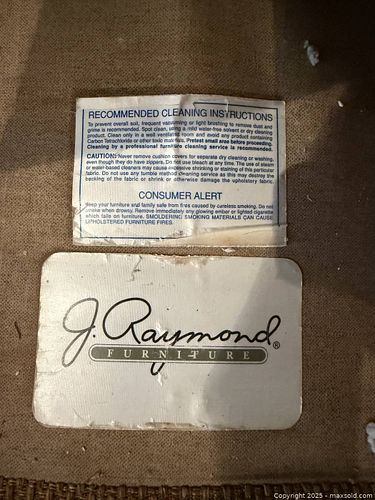 RECOMMENDED CLEANING INSTRUCTIONS
To prevent overall soil, frequent vacuuming or light brushing to remove dust and
grime is recommended. Spot clean, using a mild water-free solvent or dry cleaning
product. Clean only in a well ventilated room and avoid any product containing
Carbon Tetrachloride or other toxic materials. Pretest small area before proceeding.
Cleaning by a professional furniture cleaning service is recommended.
CAUTION: Never remove cushion covers for separate dry cleaning or washing,
even though they do have zippers. Do not use bleach at any time. The use of steam
or water-based cleaners may cause excessive shrinking or staining of this particular
fabric. Do not use any tumble method cleaning service as this may destroy the
backing of the fabric or shrink or otherwise damage the upholstery fabric.
CONSUMER ALERT
Keep your furniture and family safe from fires caused by careless smoking. Do not
smoke when drowsy. Remove immediately any glowing ember or lighted cigarette
which falls on furniture. SMOLDERING SMOKING MATERIALS CAN CAUSE
UPHOLSTERED FURNITURE FIRES.
J. Raymond®
FURNITURE
Copyright © 2025 - maxsold.com